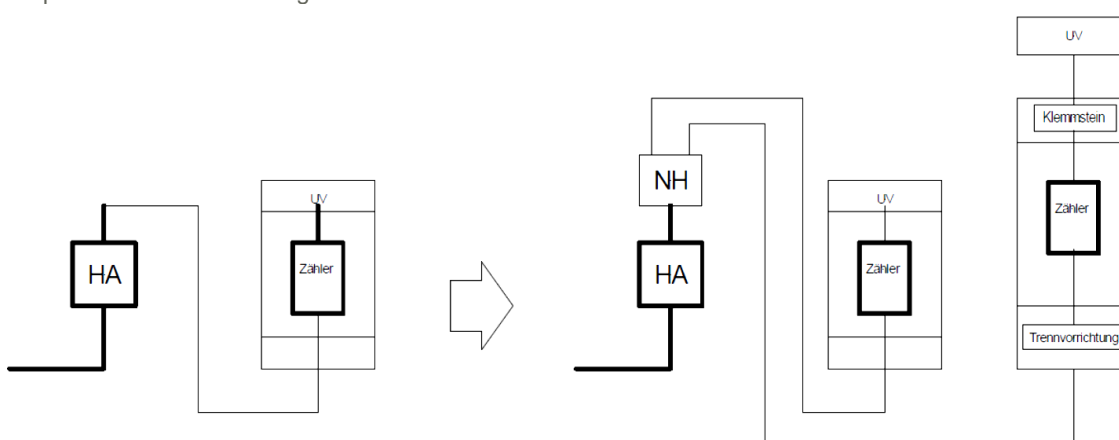 UV
HA
Zähler
NH
HA
UV
Zähler
UV
Klemmstein
Zähler
Trennvorrichtung